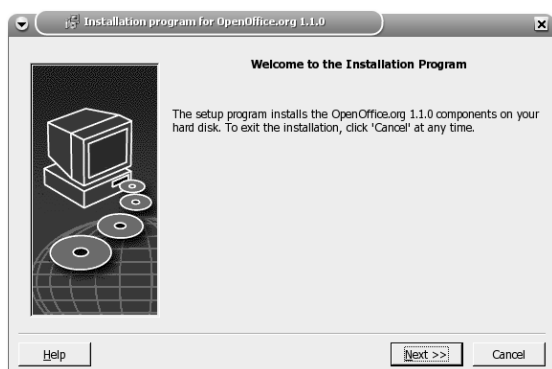 Installation program for OpenOffice.org 1.1.0
Welcome to the Installation Program
The setup program installs the OpenOffice.org 1.1.0 components on your
hard disk. To exit the installation, click 'Cancel' at any time.
Help
Next >>
Cancel